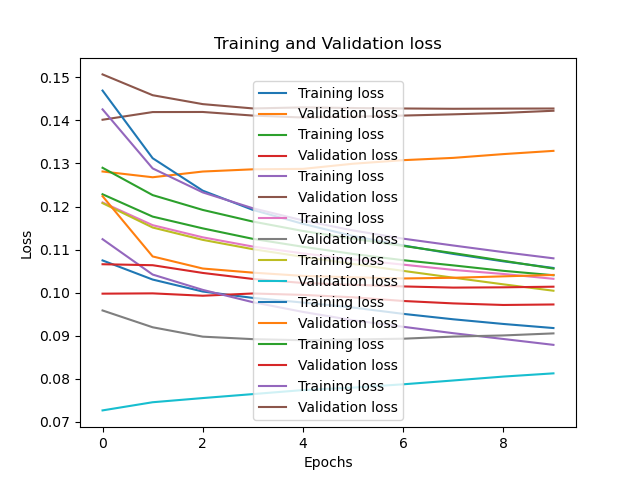 Training and Validation loss
0.15
0.14
0.13
0.12
0.11
0.10
0.09
0.08
0.07
Loss
Training loss
Validation loss
Training loss
Validation loss
Training loss
Validation loss
Training loss
Validation loss
Training loss
Validation loss
Training loss
Validation loss
Training loss
Validation loss
Training loss
Validation loss
0 2 4 6 8
Epochs